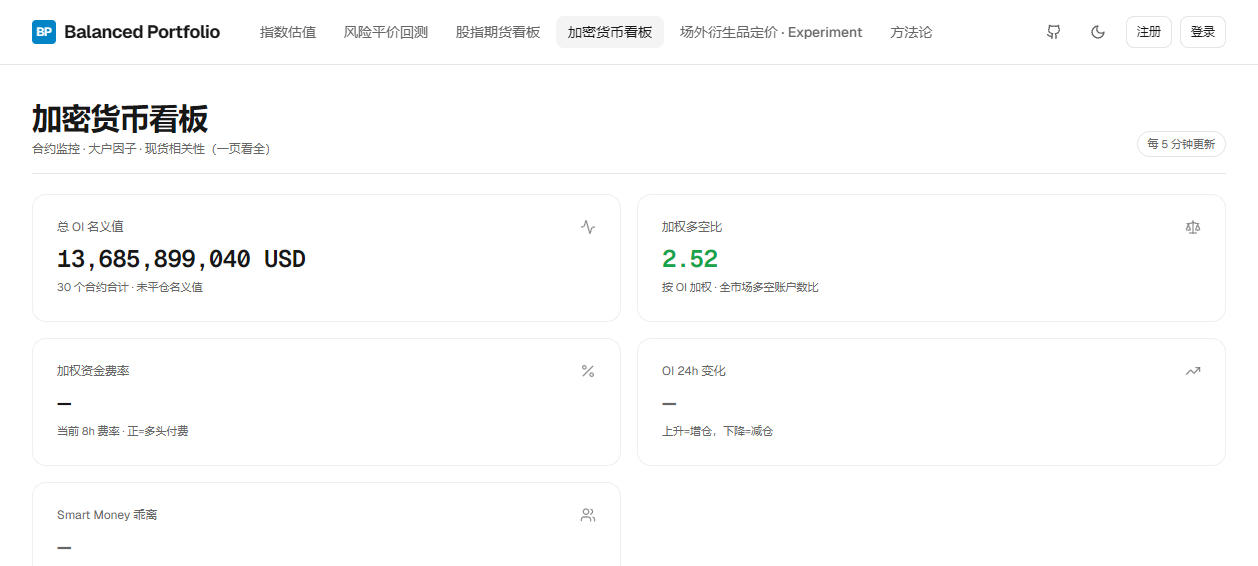 BP Balanced Portfolio 指数估值 风险平价回测 股指期货看板 加密货币看板 场外衍生品定价 · Experiment 方法论 注册 登录
加密货币看板
合约监控 · 大户因子 · 现货相关性（一页看全）
每 5 分钟更新
总 OI 名义值
13,685,899,040 USD
30 个合约合计 · 未平仓名义值
加权多空比
2.52
按 OI 加权 · 全市场多空账户数比
加权资金费率
—
当前 8h 费率 · 正=多头付费
OI 24h 变化
—
上升=增仓，下降=减仓
Smart Money 乖离
—